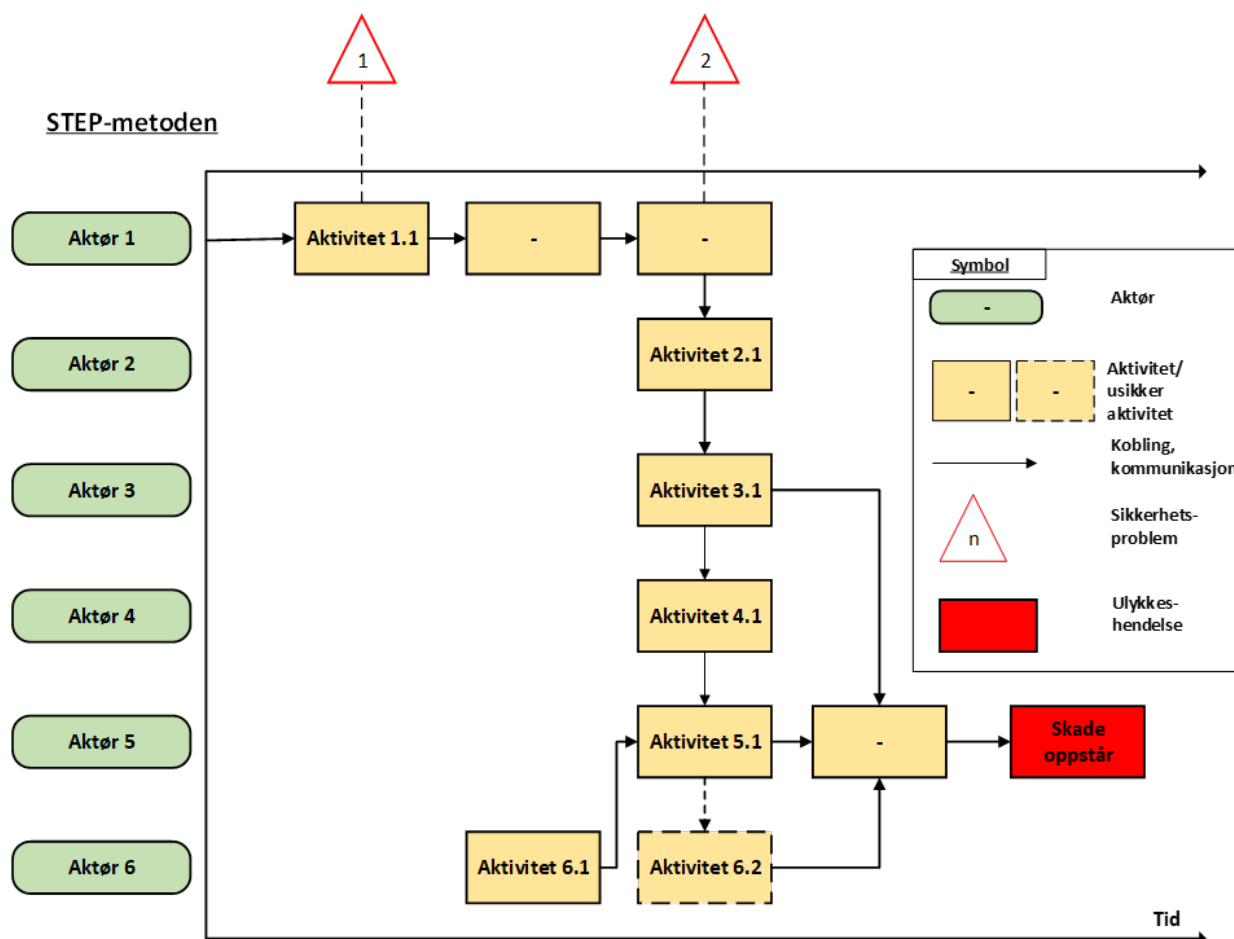 1
2
STEP-metoden
Aktør 1
Aktivitet 1.1
-
-
Aktør 2
Aktivitet 2.1
Aktør 3
Aktivitet 3.1
Aktør 4
Aktivitet 4.1
Aktør 5
Aktivitet 5.1
-
Skade
oppstår
Aktør 6
Aktivitet 6.1
Aktivitet 6.2
Tid
Symbol
-
Aktør
-
-
Aktivitet/
usikker
aktivitet
Kobling,
kommunikasjon
n
Sikkerhets-
problem
Ulykkes-
hendelse